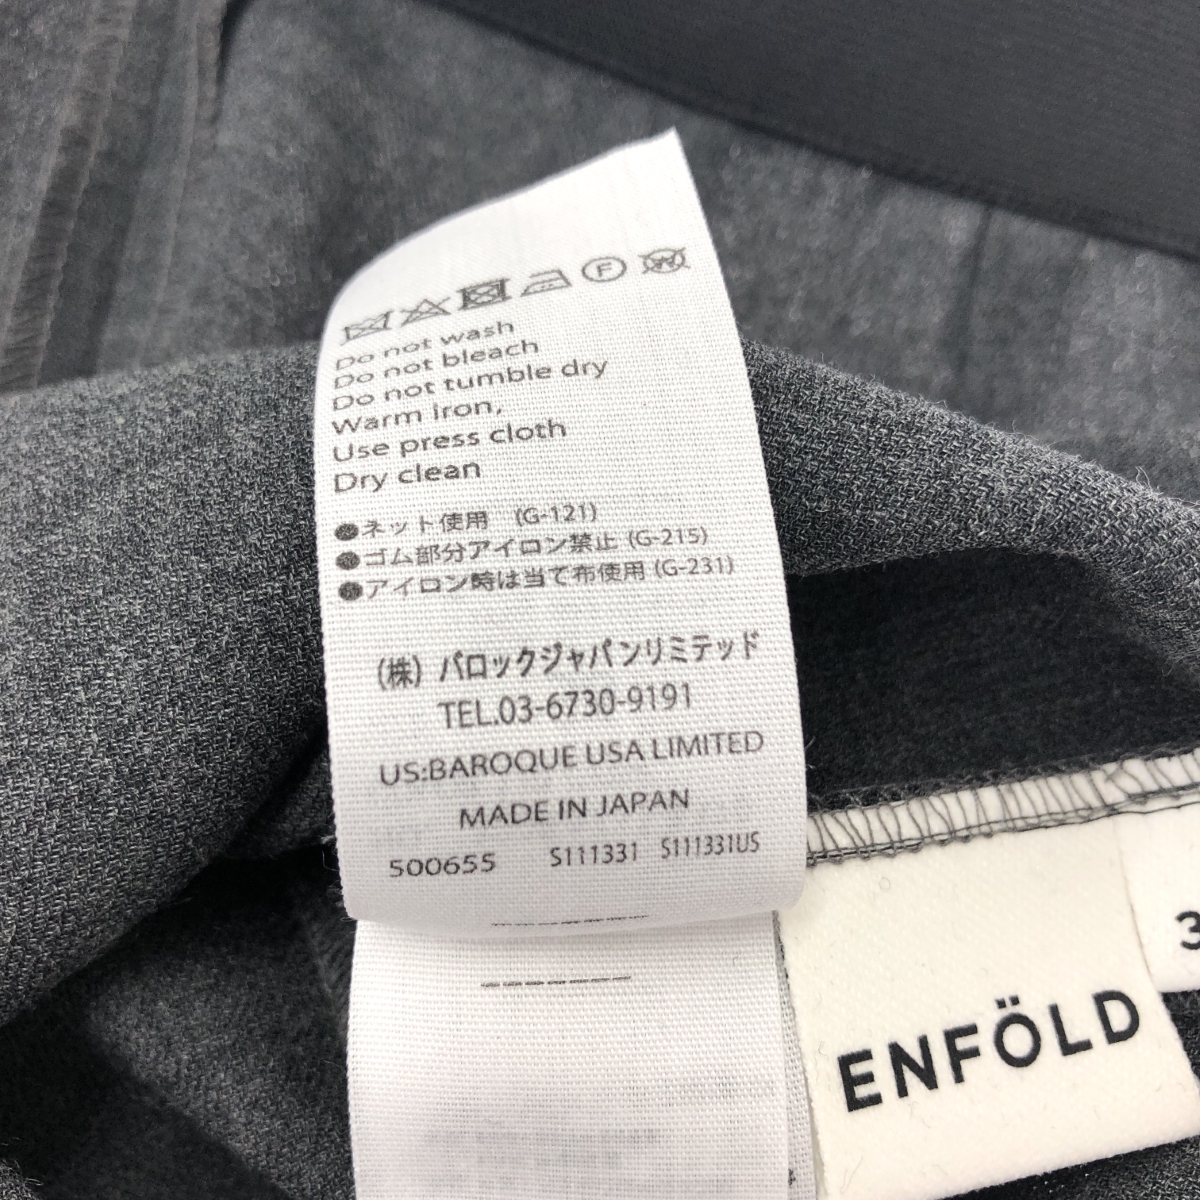 F W
Do not wash
Do not bleach
Do not tumble dry
Warm iron,
Use press cloth
Dry clean
●ネット使用 (G-121)
●ゴム部分アイロン禁止 (G-215)
●アイロン時は当て布使用 (G-231)
(株) バロックジャパンリミテッド
TEL.03-6730-9191
US:BAROQUE USA LIMITED
MADE IN JAPAN
500655 S111331 S111331US
3
ENFÖLD